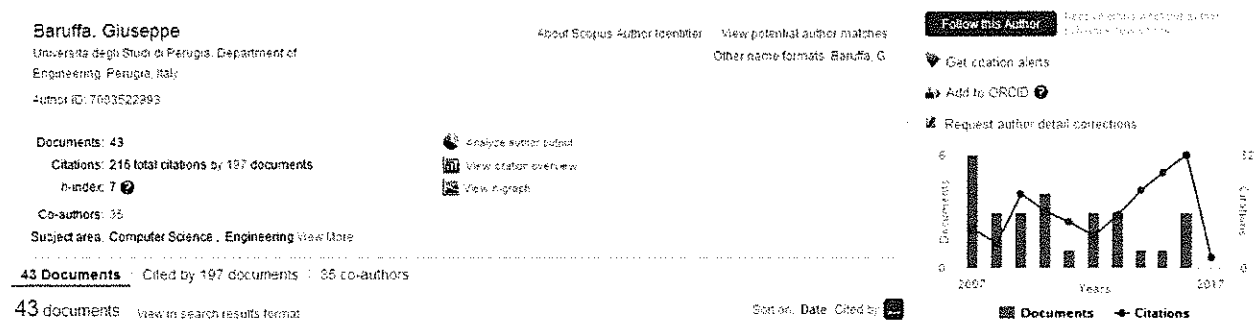 Baruffa, Giuseppe
Universita degli Studi di Perugia, Department of
Engineering, Perugia, Italy
Author ID: 7003522993
About Scopus Author Identifier View potential author matches
Other name formats: Baruffa, G
Documents: 43
Citations: 216 total citations by 197 documents
h-index: 7 ?
Co-authors: 35
Subject area: Computer Science , Engineering View More
Analyze author output
View citation overview
View h-graph
Follow this Author
Get citation alerts
Add to ORCID ?
Request author detail corrections
6
Documents
0
Citations
0
2007
Years
2017
Documents Citations
43 Documents Cited by 197 documents 35 co-authors
43 documents View in search results format
Sort on: Date Cited by